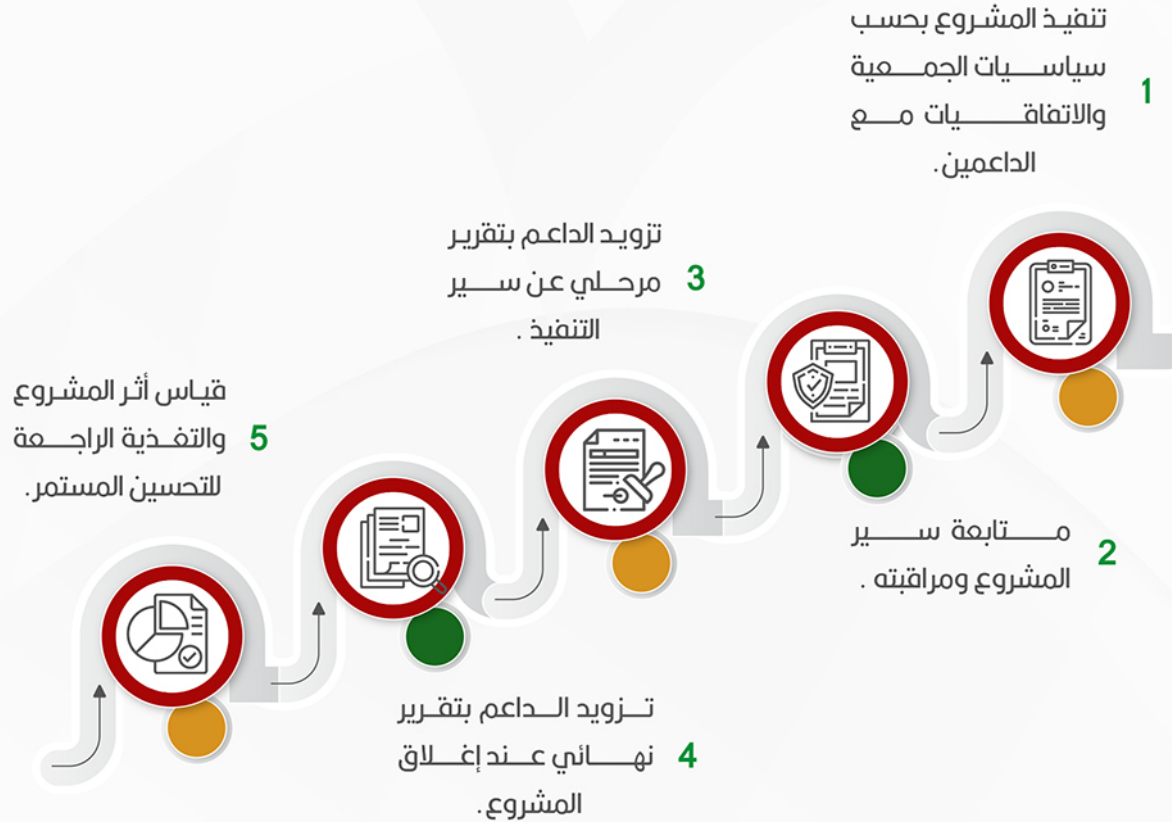 1
تنفيذ المشروع بحسب
سياسيات الجمعية
والاتفاقيات مع
الداعمين.
2
متابعة سير
المشروع ومراقبته .
3
تزويد الداعم بتقرير
مرحلي عن سير
التنفيذ .
4
تزويد الداعم بتقرير
نهائي عند إغلاق
المشروع.
5
قياس أثر المشروع
والتغذية الراجعة
للتحسين المستمر.